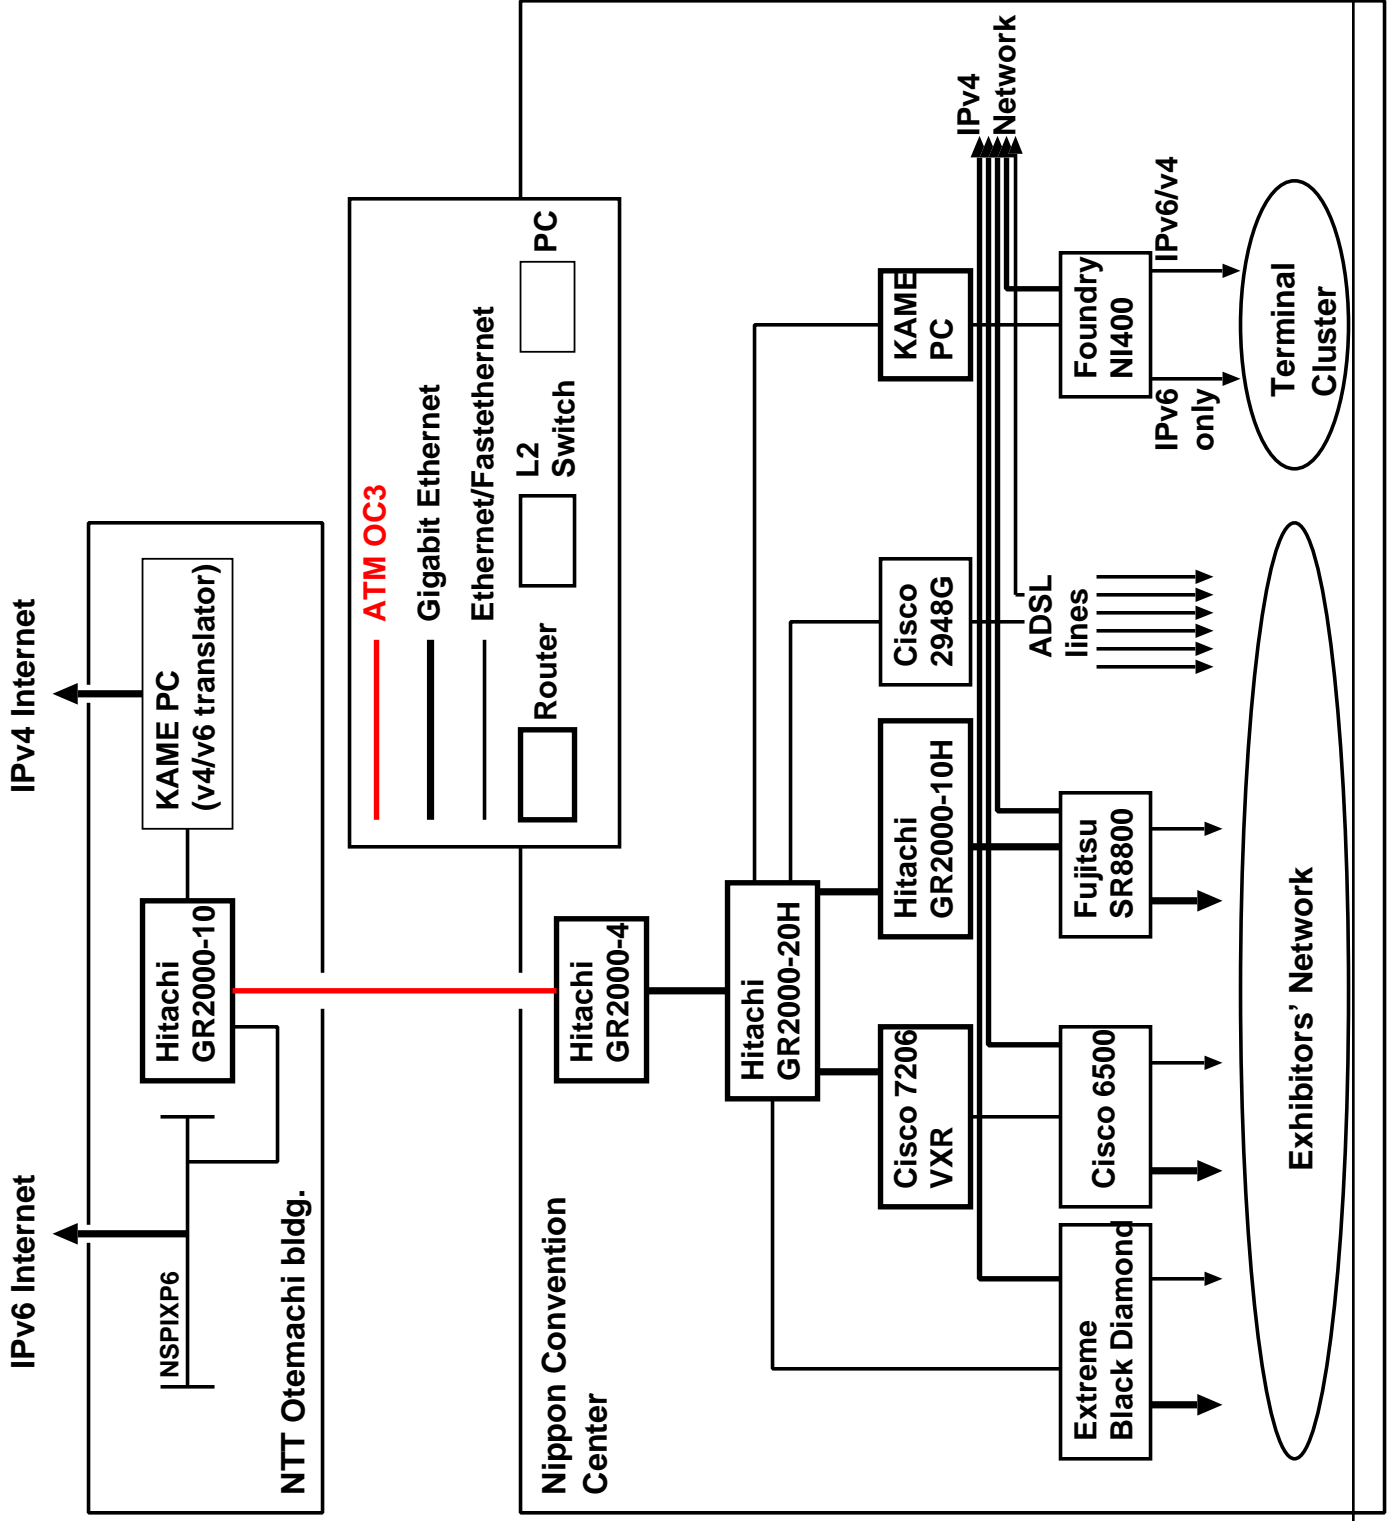 IPv6 Internet
IPv4 Internet
NSPIXP6
Hitachi
GR2000-10
KAME PC
(v4/v6 translator)
NTT Otemachi bldg.
ATM OC3
Gigabit Ethernet
Ethernet/Fastethernet
Router
L2
Switch
PC
Nippon Convention
Center
Hitachi
GR2000-4
Hitachi
GR2000-20H
Cisco 7206
VXR
Hitachi
GR2000-10H
Cisco
2948G
KAME
PC
IPv4
Network
ADSL
lines
Extreme
Black Diamond
Cisco 6500
Fujitsu
SR8800
Foundry
NI400
IPv6
only
IPv6/v4
Exhibitors’ Network
Terminal
Cluster